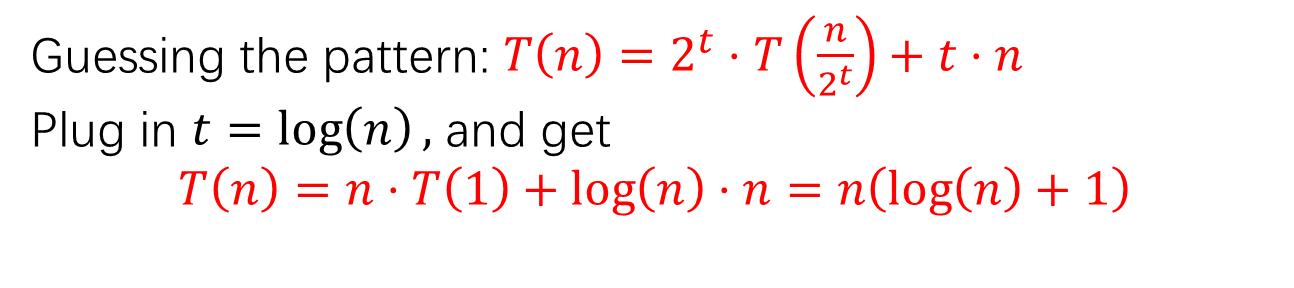 Guessing the pattern: T(n) = 2^t · T(n/2^t) + t · n
Plug in t = log(n), and get
T(n) = n · T(1) + log(n) · n = n(log(n) + 1)